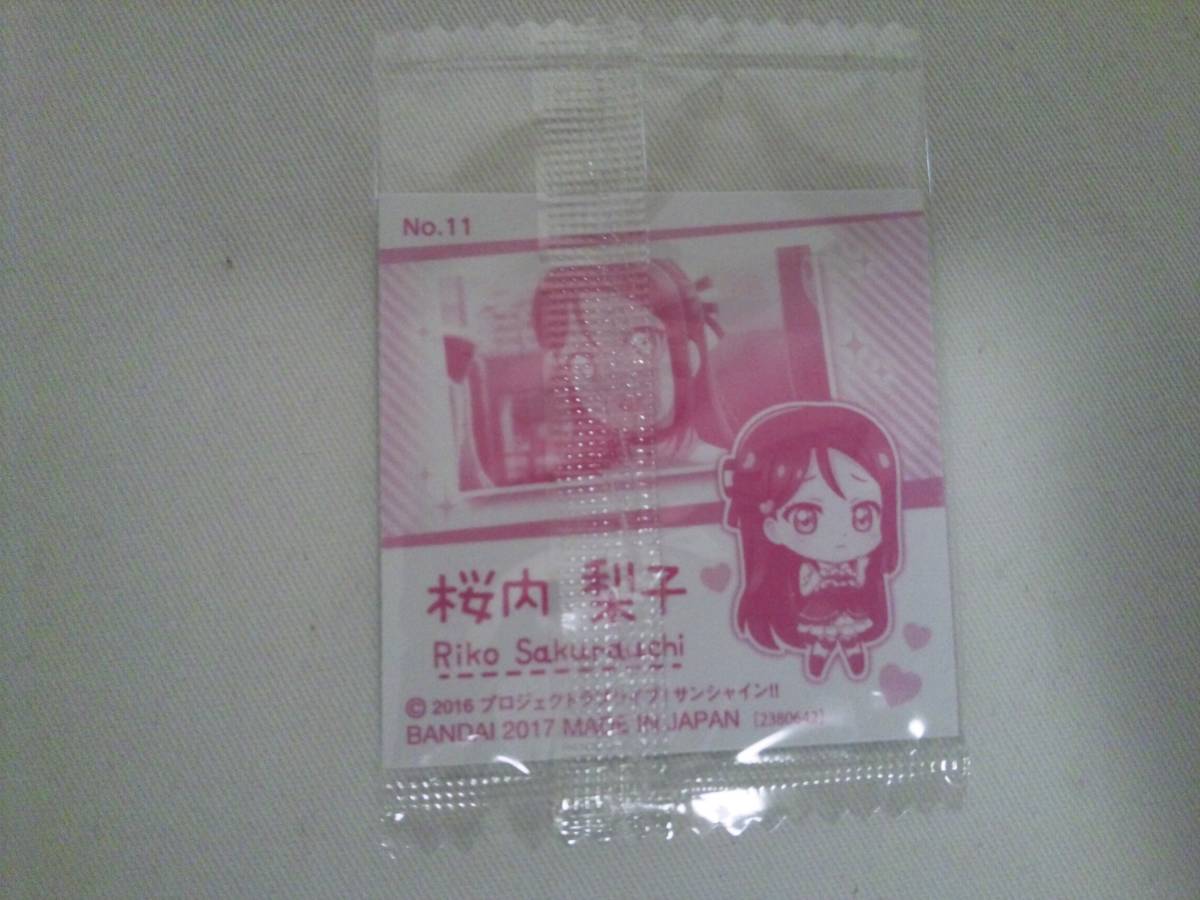 No.11
桜内 梨子
Riko Sakurauchi
© 2016 プロジェクトラブライブ!サンシャイン!!
BANDAI 2017 MADE IN JAPAN [2380642]